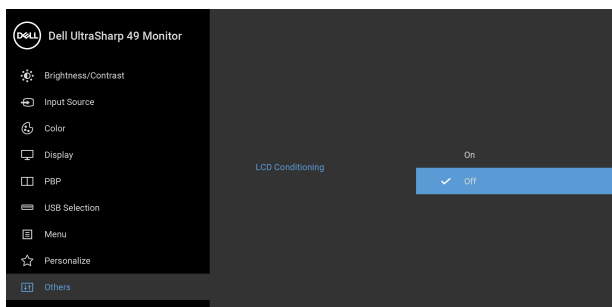 DELL Dell UltraSharp 49 Monitor
Brightness/Contrast
Input Source
Color
Display
PBP
USB Selection
Menu
Personalize
Others
LCD Conditioning
On
Off